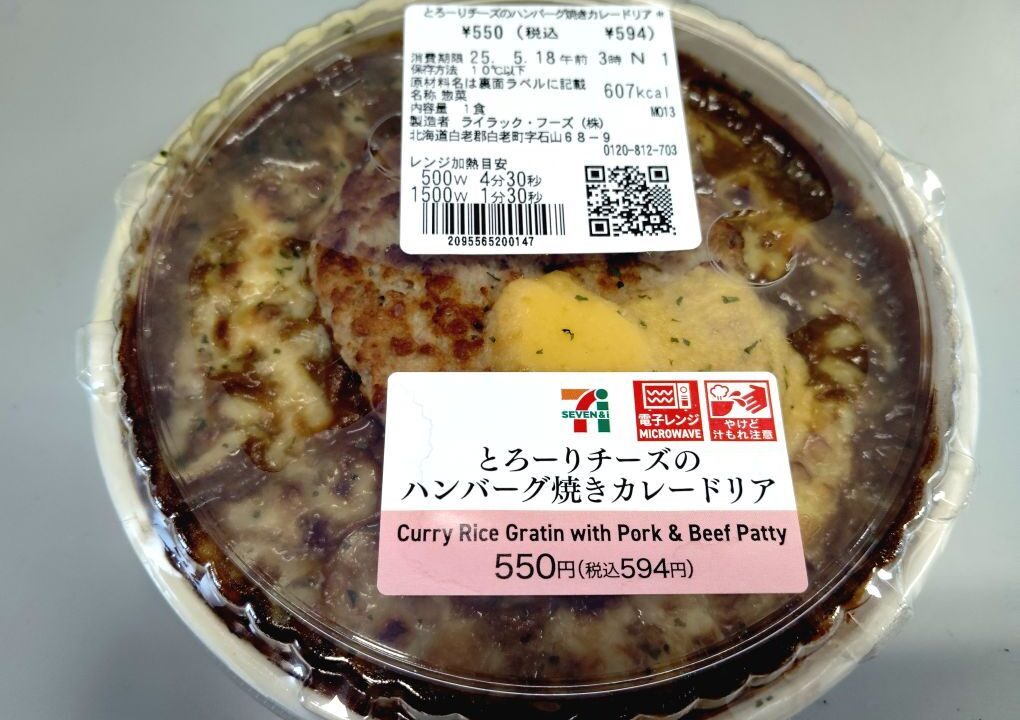 とろーりチーズのハンバーグ焼きカレードリア *
¥550 (税込 ¥594)
消費期限 25. 5.18午前 3時 N 1
保存方法 10℃以下
原材料名は裏面ラベルに記載
607kcal
名称 惣菜
内容量 1食
M013
製造者 ライラック・フーズ(株)
北海道白老郡白老町字石山68-9
0120-812-703
レンジ加熱目安
500W 4分30秒
1500W 1分30秒
2095565200147
SEVEN&i
電子レンジ
MICROWAVE
やけど
汁もれ注意
とろーりチーズの
ハンバーグ焼きカレードリア
Curry Rice Gratin with Pork & Beef Patty
550円(税込594円)